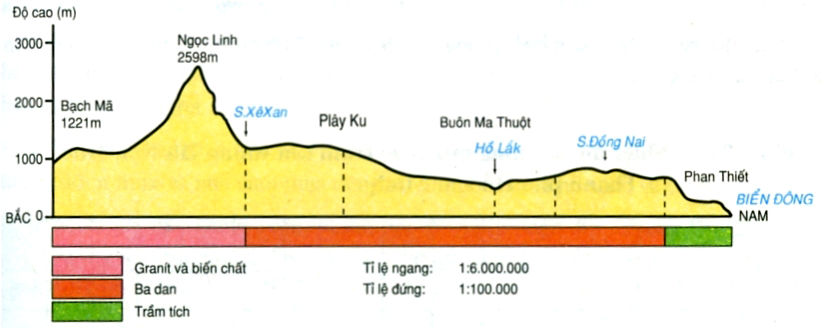 Độ cao (m)
3000
2000
1000
BẮC 0
Bạch Mã
1221m
Ngọc Linh
2598m
S.XêXan
Plây Ku
Buôn Ma Thuột
Hồ Lắk
S.Đồng Nai
Phan Thiết
BIỂN ĐÔNG
NAM
Granít và biến chất
Ba dan
Trầm tích
Tỉ lệ ngang: 1:6.000.000
Tỉ lệ đứng: 1:100.000